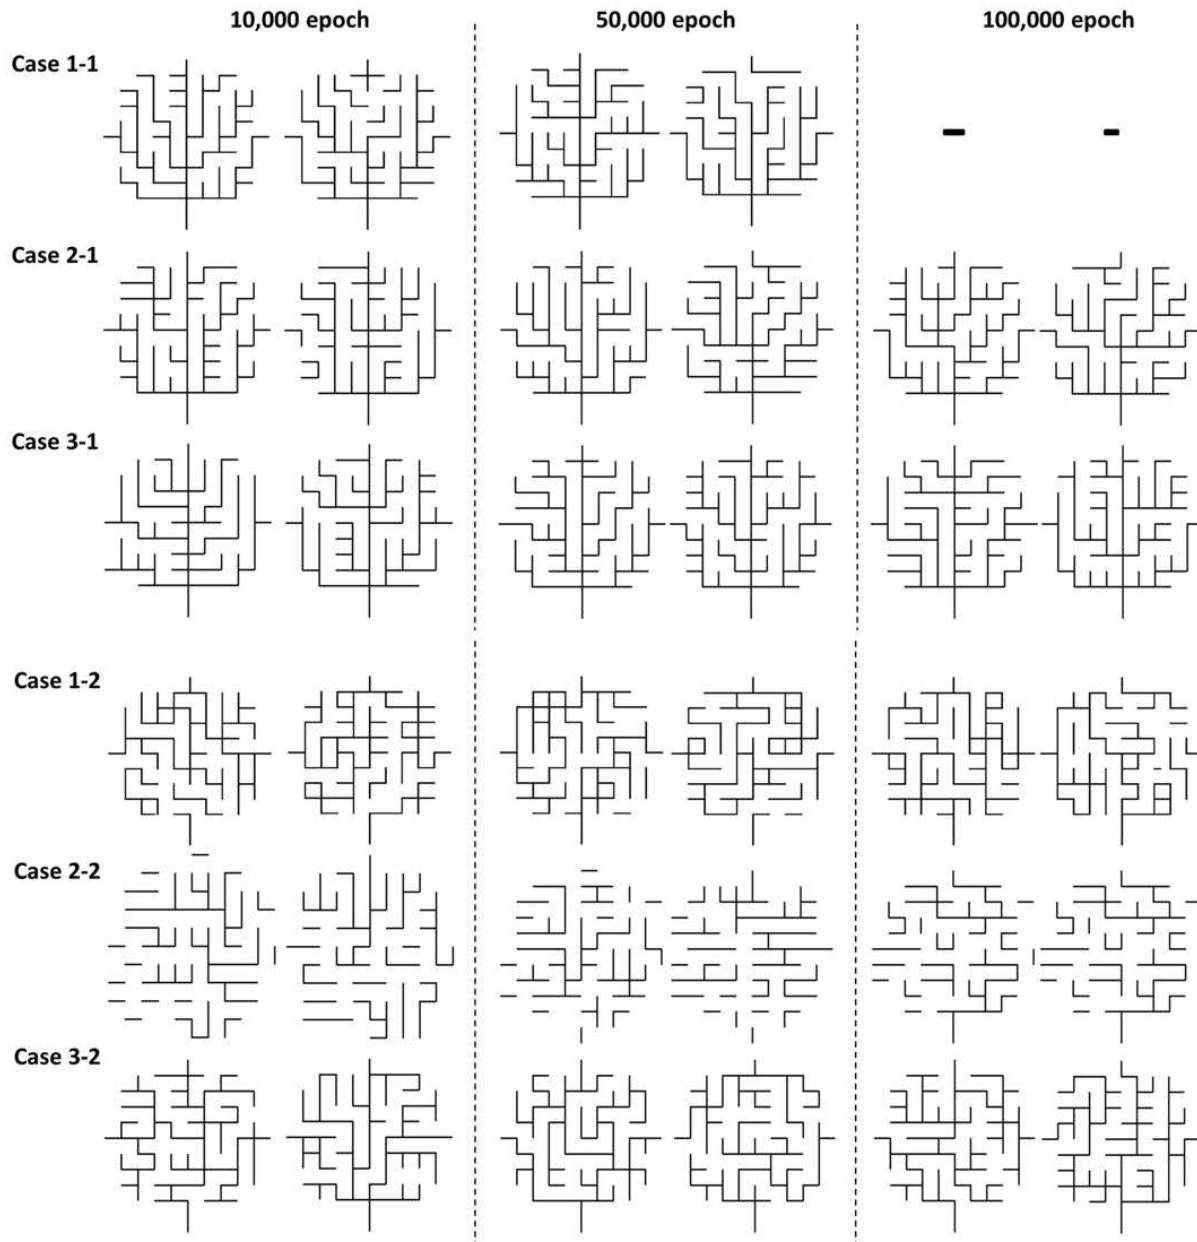 10,000 epoch 50,000 epoch 100,000 epoch
Case 1-1
Case 2-1
Case 3-1
Case 1-2
Case 2-2
Case 3-2